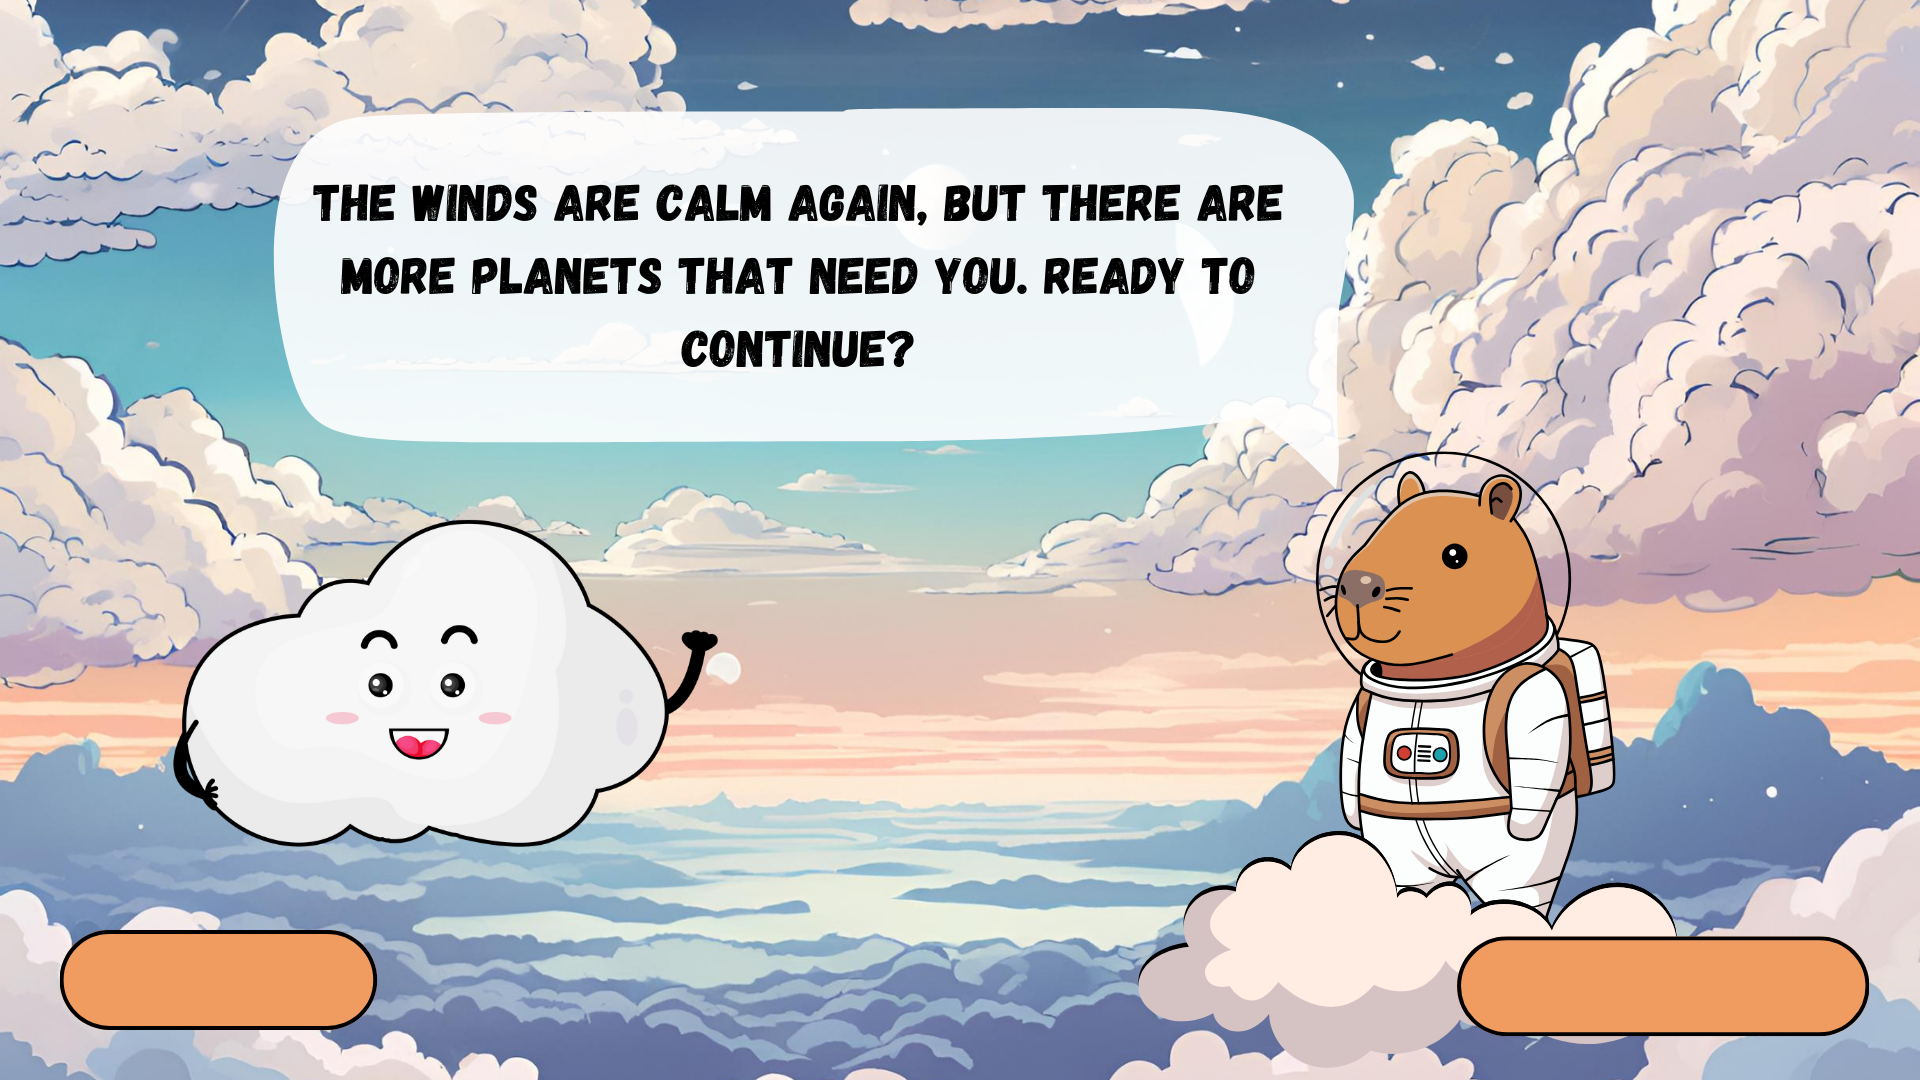 THE WINDS ARE CALM AGAIN, BUT THERE ARE
MORE PLANETS THAT NEED YOU. READY TO
CONTINUE?